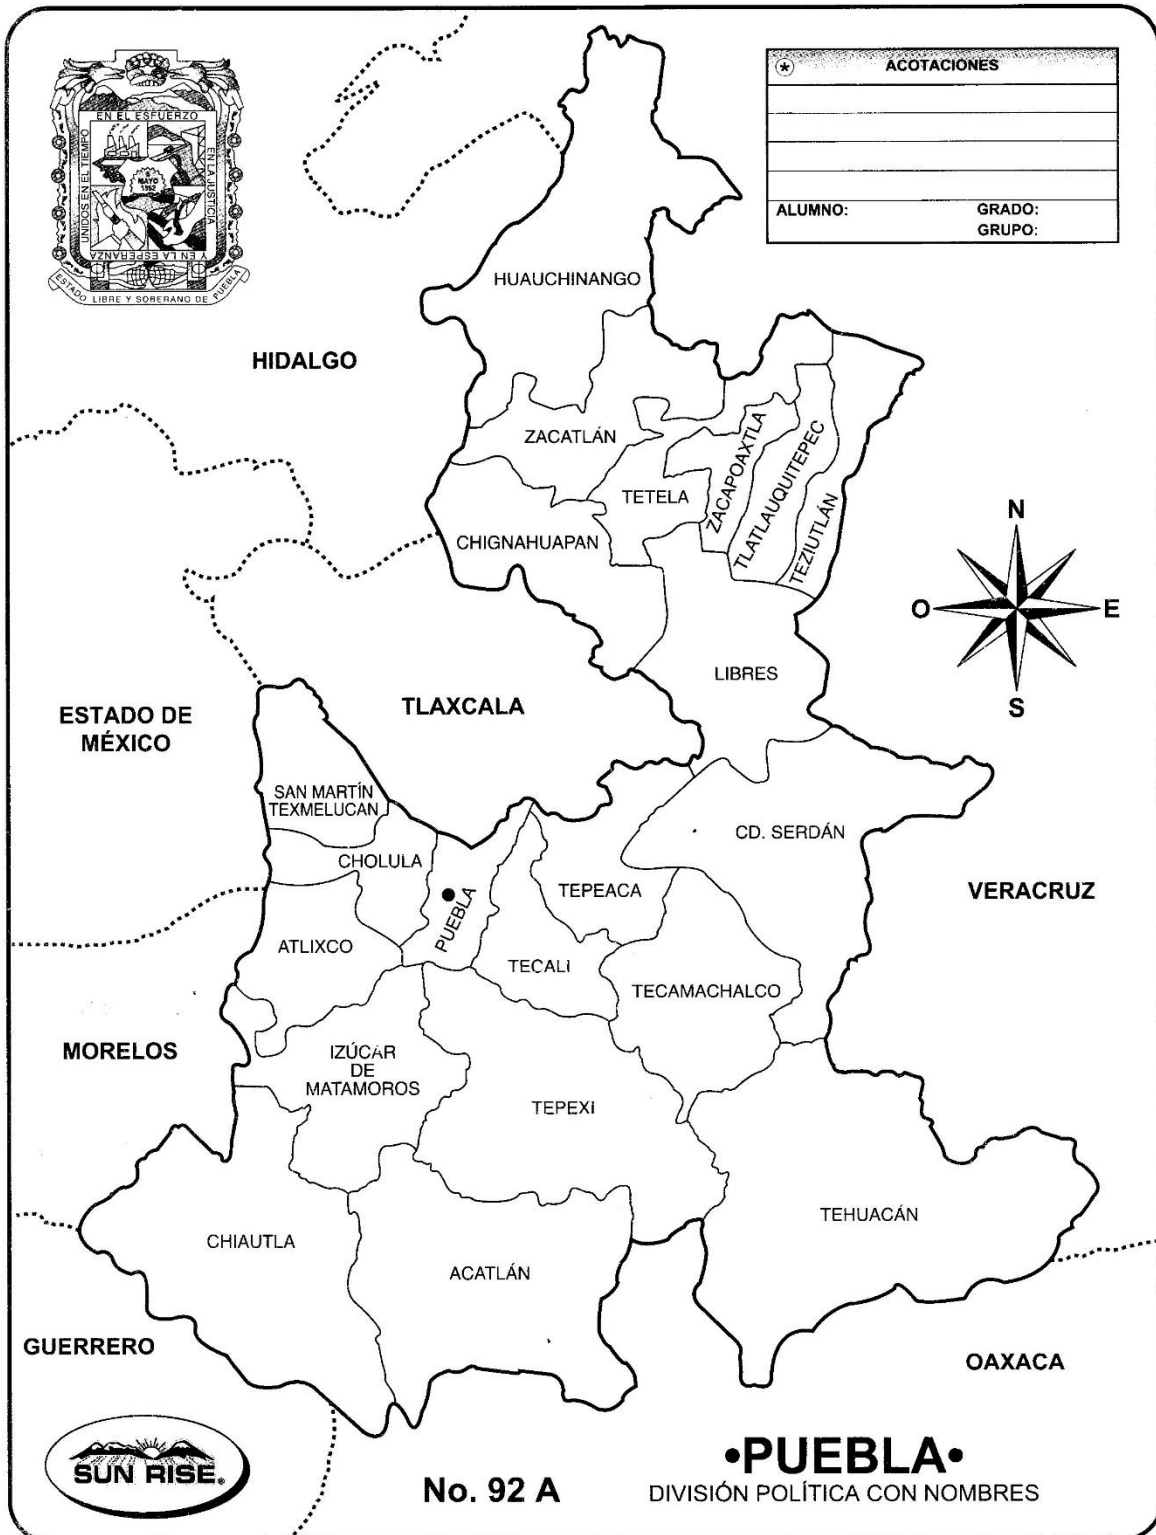 EN EL ESFUERZO
UNIDOS EN EL TIEMPO
EN LA JUSTICIA
5
MAYO
1862
Y EN LA ESPERANZA
ESTADO LIBRE Y SOBERANO DE PUEBLA
ACOTACIONES
ALUMNO:
GRADO:
GRUPO:
HUAUCHINANGO
HIDALGO
ZACATLÁN
TETELA
ZACAPOAXTLA
TLATLAUQUITEPEC
TEZIUTLÁN
CHIGNAHUAPAN
N
O
E
S
LIBRES
TLAXCALA
ESTADO DE
MÉXICO
SAN MARTÍN
TEXMELUCAN
CD. SERDÁN
CHOLULA
TEPEACA
VERACRUZ
PUEBLA
ATLIXCO
TECALI
TECAMACHALCO
MORELOS
IZÚCAR
DE
MATAMOROS
TEPEXI
TEHUACÁN
CHIAUTLA
ACATLÁN
GUERRERO
OAXACA
SUN RISE®
No. 92 A
•PUEBLA•
DIVISIÓN POLÍTICA CON NOMBRES